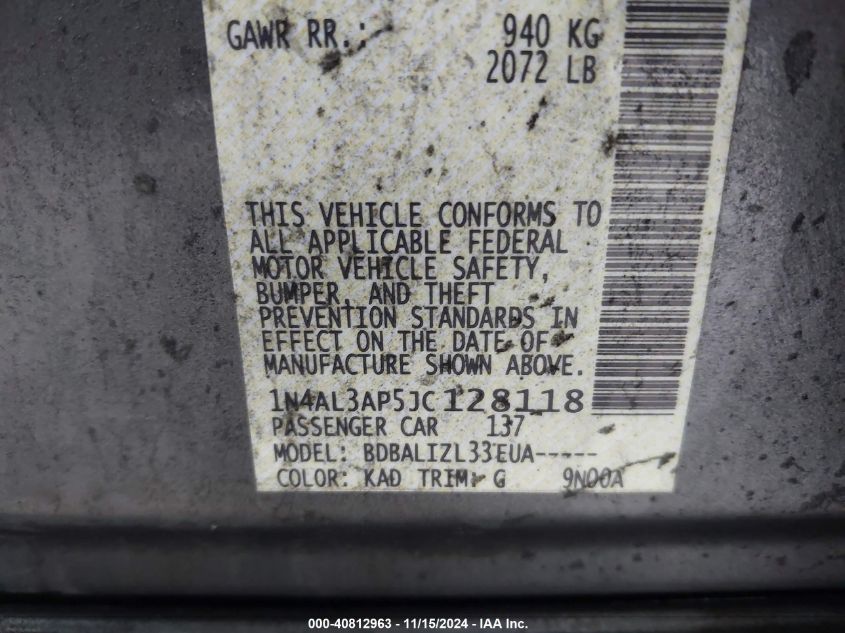 GAWR RR.: 940 KG
2072 LB
THIS VEHICLE CONFORMS TO
ALL APPLICABLE FEDERAL
MOTOR VEHICLE SAFETY,
BUMPER, AND THEFT
PREVENTION STANDARDS IN
EFFECT ON THE DATE OF
MANUFACTURE SHOWN ABOVE.
1N4AL3AP5JC128118
PASSENGER CAR 137
MODEL: BDBALIZL33EUA-----
COLOR: KAD TRIM: G 9N00A
000-40812963 - 11/15/2024 - IAA Inc.